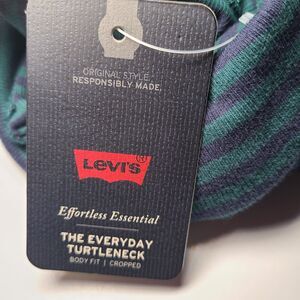 ORIGINAL STYLE,
RESPONSIBLY MADE.
Levi's®
Effortless Essential
THE EVERYDAY
TURTLENECK
BODY FIT | CROPPED